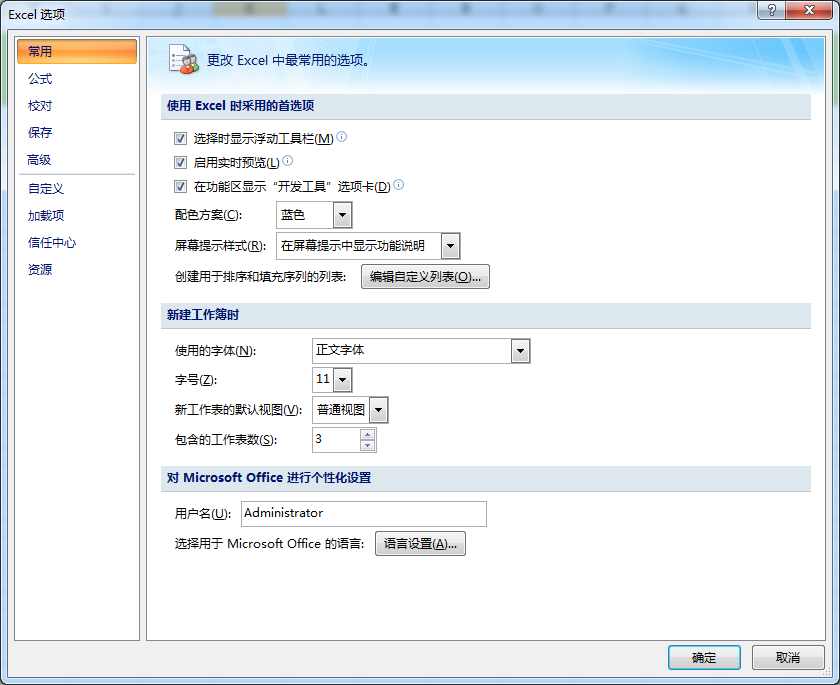 Excel 选项
常用
公式
校对
保存
高级
自定义
加载项
信任中心
资源
更改 Excel 中最常用的选项。
使用 Excel 时采用的首选项
选择时显示浮动工具栏(M)
启用实时预览(L)
在功能区显示“开发工具”选项卡(D)
配色方案(C): 蓝色
屏幕提示样式(R): 在屏幕提示中显示功能说明
创建用于排序和填充序列的列表: 编辑自定义列表(O)...
新建工作簿时
使用的字体(N): 正文字体
字号(Z): 11
新工作表的默认视图(V): 普通视图
包含的工作表数(S): 3
对 Microsoft Office 进行个性化设置
用户名(U): Administrator
选择用于 Microsoft Office 的语言: 语言设置(A)...
确定 取消